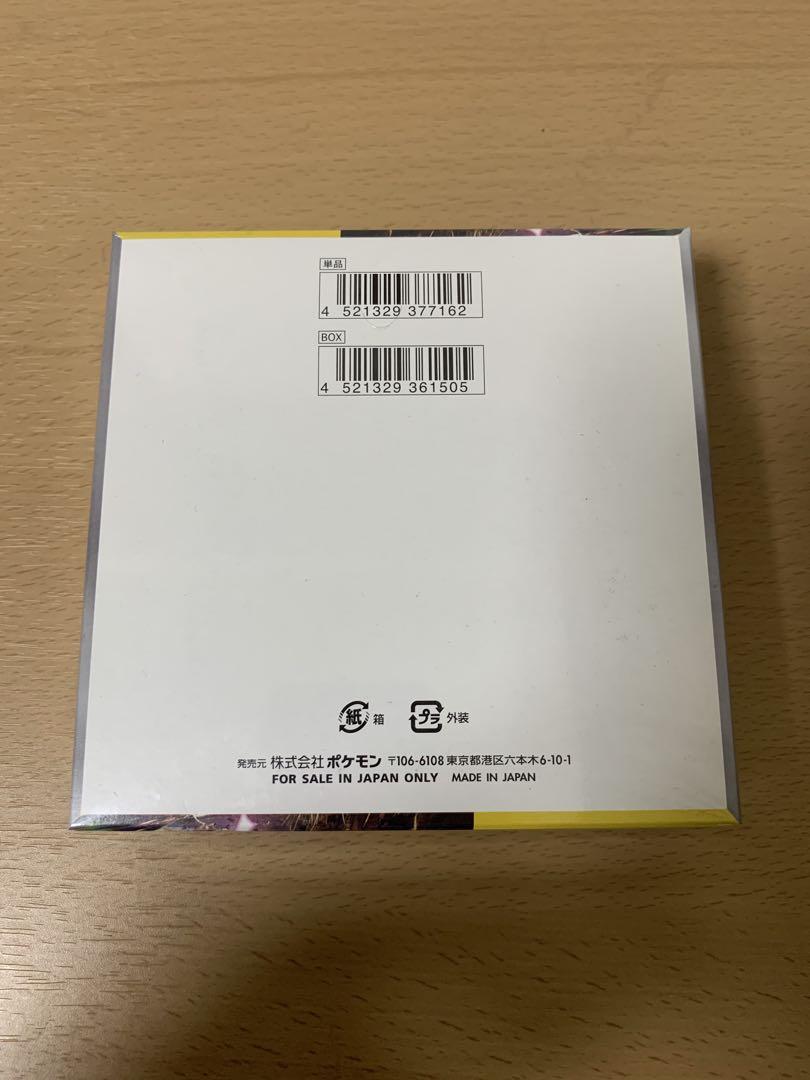 単品
4 521329 377162
BOX
4 521329 361505
紙 箱 プラ 外装
発売元 株式会社ポケモン 〒106-6108 東京都港区六本木6-10-1
FOR SALE IN JAPAN ONLY MADE IN JAPAN